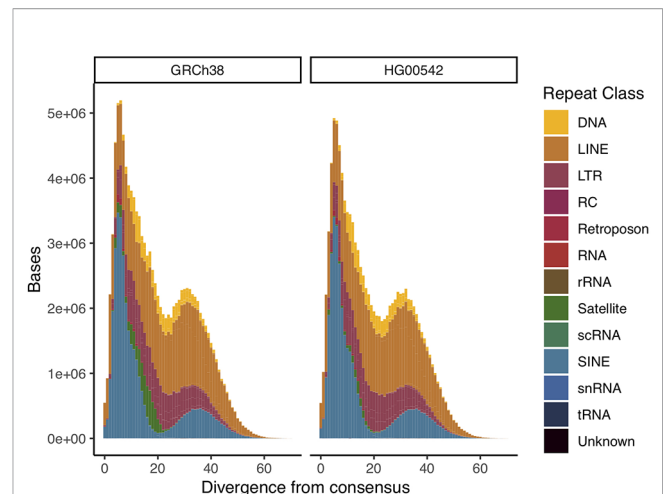 GRCh38
HG00542
5e+06
4e+06
3e+06
2e+06
1e+06
0e+00
Bases
0
20
40
60
0
20
40
60
Divergence from consensus
Repeat Class
DNA
LINE
LTR
RC
Retroposon
RNA
rRNA
Satellite
scRNA
SINE
snRNA
tRNA
Unknown